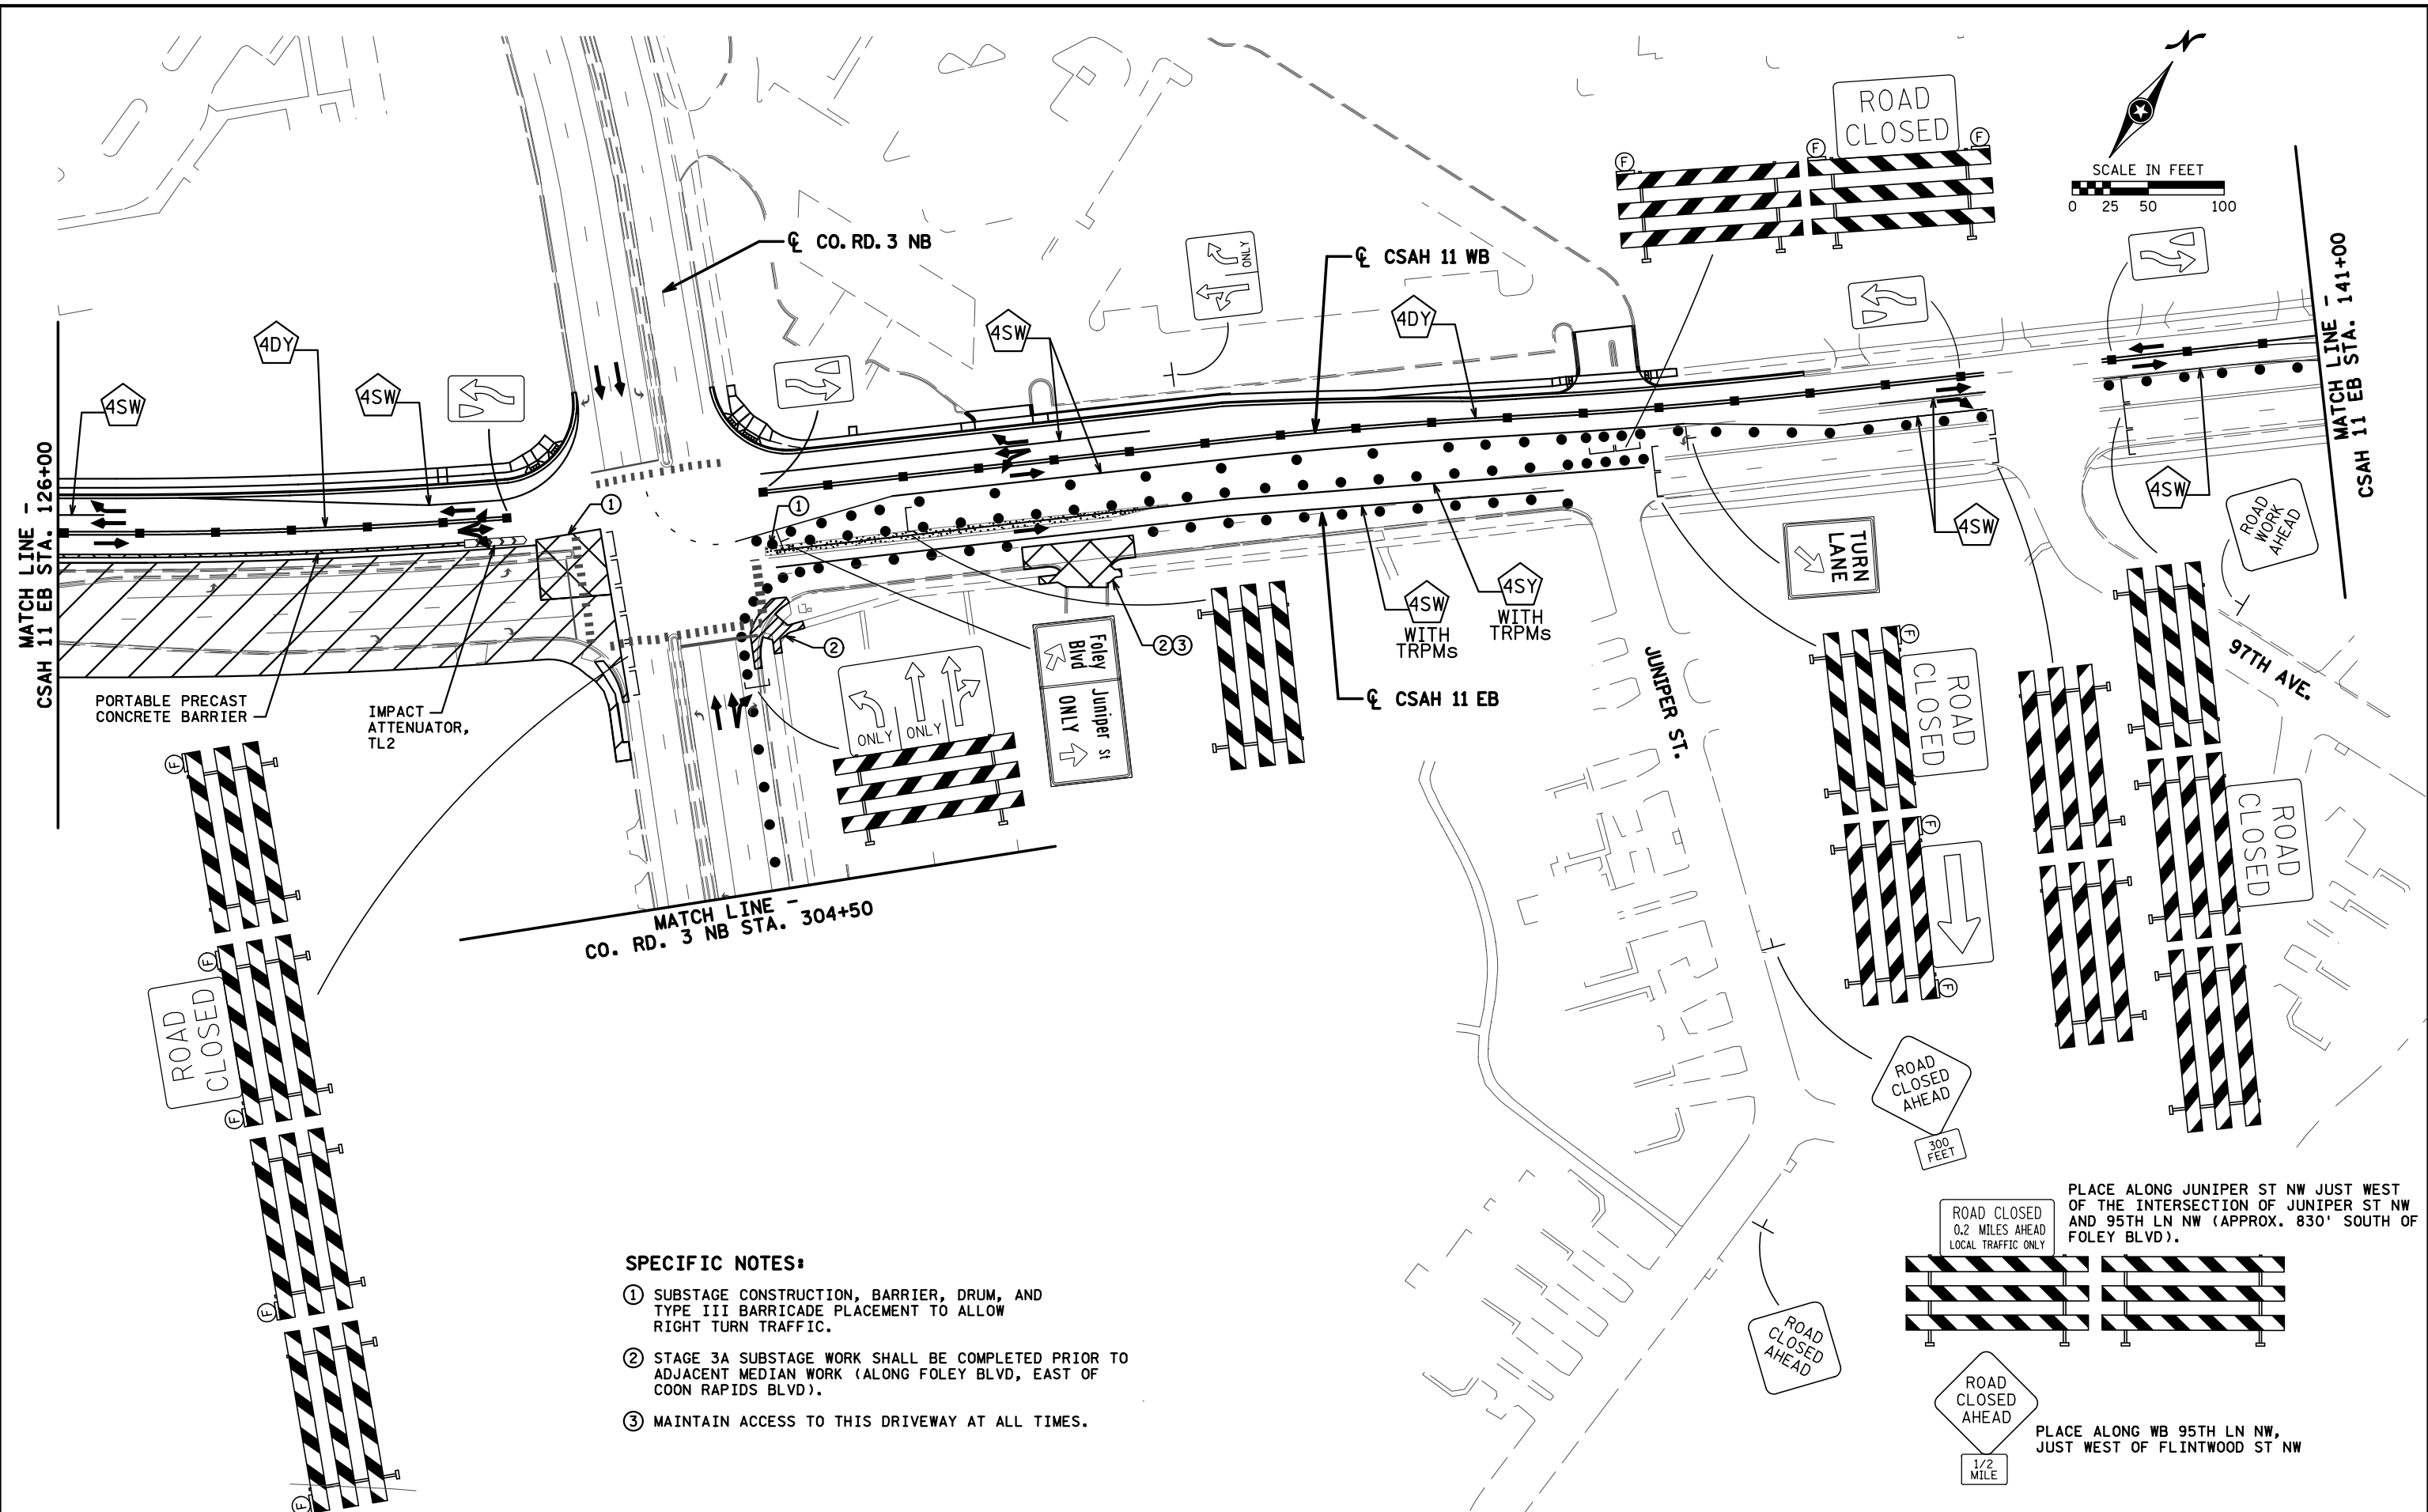 ROAD
CLOSED
F
F
F
N
SCALE IN FEET
0 25 50 100
℄ CO. RD. 3 NB
ONLY
℄ CSAH 11 WB
4DY
4SW
4DY
4SW
4SW
MATCH LINE -
CSAH 11 EB STA. 126+00
MATCH LINE -
CSAH 11 EB STA. 141+00
1
1
4SW
4SW
ROAD
WORK
AHEAD
TURN
LANE
4SW
WITH
TRPMs
4SY
WITH
TRPMs
2
2 3
Foley
Blvd
Juniper St
ONLY
ONLY
ONLY
℄ CSAH 11 EB
JUNIPER ST.
97TH AVE.
PORTABLE PRECAST
CONCRETE BARRIER
IMPACT
ATTENUATOR,
TL2
F
ROAD
CLOSED
F
F
ROAD
CLOSED
MATCH LINE -
CO. RD. 3 NB STA. 304+50
F
F
F
ROAD
CLOSED
F
F
ROAD
CLOSED
AHEAD
300
FEET
ROAD
CLOSED
AHEAD
PLACE ALONG JUNIPER ST NW JUST WEST
OF THE INTERSECTION OF JUNIPER ST NW
AND 95TH LN NW (APPROX. 830' SOUTH OF
FOLEY BLVD).
ROAD CLOSED
0.2 MILES AHEAD
LOCAL TRAFFIC ONLY
ROAD
CLOSED
AHEAD
1/2
MILE
PLACE ALONG WB 95TH LN NW,
JUST WEST OF FLINTWOOD ST NW
SPECIFIC NOTES:
1 SUBSTAGE CONSTRUCTION, BARRIER, DRUM, AND
TYPE III BARRICADE PLACEMENT TO ALLOW
RIGHT TURN TRAFFIC.
2 STAGE 3A SUBSTAGE WORK SHALL BE COMPLETED PRIOR TO
ADJACENT MEDIAN WORK (ALONG FOLEY BLVD, EAST OF
COON RAPIDS BLVD).
3 MAINTAIN ACCESS TO THIS DRIVEWAY AT ALL TIMES.